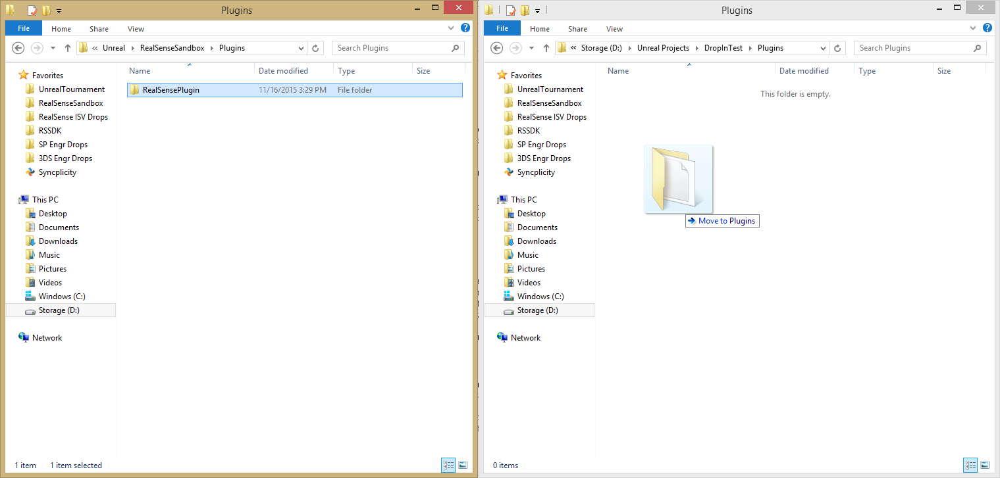 Plugins
File Home Share View
« Unreal RealSenseSandbox Plugins
Search Plugins
Favorites
UnrealTournament
RealSenseSandbox
RealSense ISV Drops
RSSDK
SP Engr Drops
3DS Engr Drops
Syncplicity
This PC
Desktop
Documents
Downloads
Music
Pictures
Videos
Windows (C:)
Storage (D:)
Network
Name Date modified Type Size
RealSensePlugin 11/16/2015 3:29 PM File folder
1 item 1 item selected
Plugins
File Home Share View
« Storage (D:) Unreal Projects DropInTest Plugins
Search Plugins
Favorites
UnrealTournament
RealSenseSandbox
RealSense ISV Drops
RSSDK
SP Engr Drops
3DS Engr Drops
Syncplicity
This PC
Desktop
Documents
Downloads
Music
Pictures
Videos
Windows (C:)
Storage (D:)
Network
Name Date modified Type Size
This folder is empty.
Move to Plugins
0 items